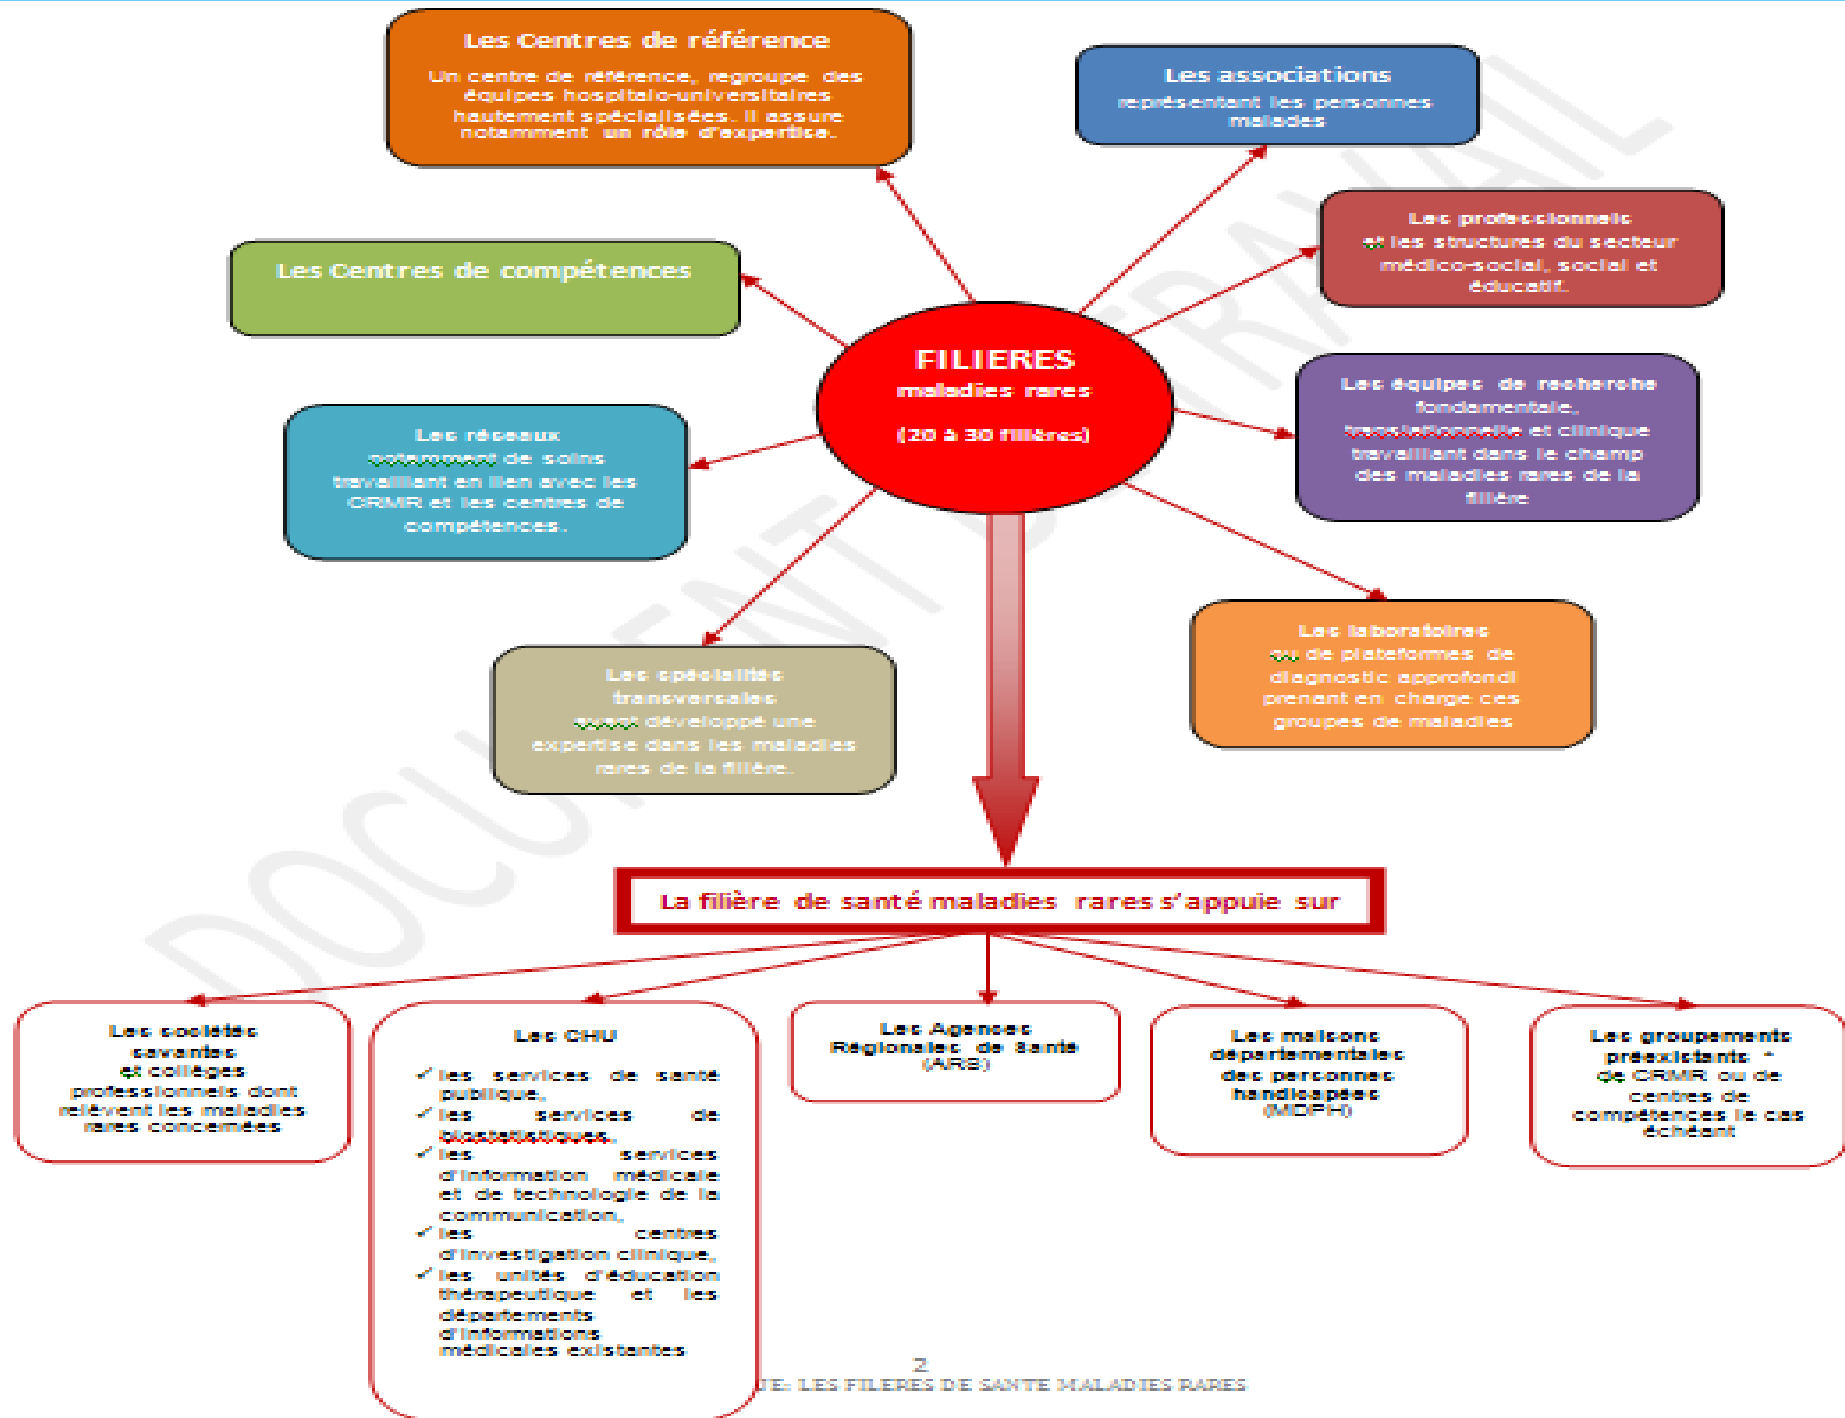 Les Centres de référence
Un centre de référence, regroupe des
équipes hospitalo-universitaires
hautement spécialisées. Il assure
notamment un rôle d'expertise.
Les associations
représentant les personnes
malades
Les professionnels
et les structures du secteur
médico-social, social et
éducatif.
Les Centres de compétences
FILIERES
maladies rares
(20 à 30 filières)
Les équipes de recherche
fondamentale,
translationnelle et clinique
travaillant dans le champ
des maladies rares de la
filière
Les réseaux
notamment de soins
travaillant en lien avec les
CRMR et les centres de
compétences.
Les laboratoires
ou de plateformes de
diagnostic approfondi
prenant en charge ces
groupes de maladies
Les spécialités
transversales
ayant développé une
expertise dans les maladies
rares de la filière.
DOCUMENT DE TRAVAIL
La filière de santé maladies rares s'appuie sur
Les sociétés
savantes
et collèges
professionnels dont
relèvent les maladies
rares concernées
Les CHU
✓ les services de santé
publique,
✓ les services de
biostatistiques,
✓ les services
d'information médicale
et de technologie de la
communication,
✓ les centres
d'investigation clinique,
✓ les unités d'éducation
thérapeutique et les
départements
d'informations
médicales existantes
Les Agences
Régionales de Santé
(ARS)
Les maisons
départementales
des personnes
handicapées
(MDPH)
Les groupements
préexistants *
de CRMR ou de
centres de
compétences le cas
échéant
2
UE: LES FILERES DE SANTE MALADIES RARES